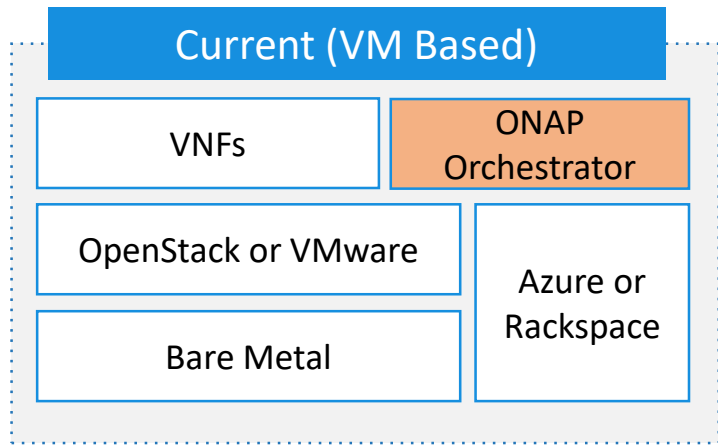 Current (VM Based)
VNFs
ONAP
Orchestrator
OpenStack or VMware
Azure or
Rackspace
Bare Metal